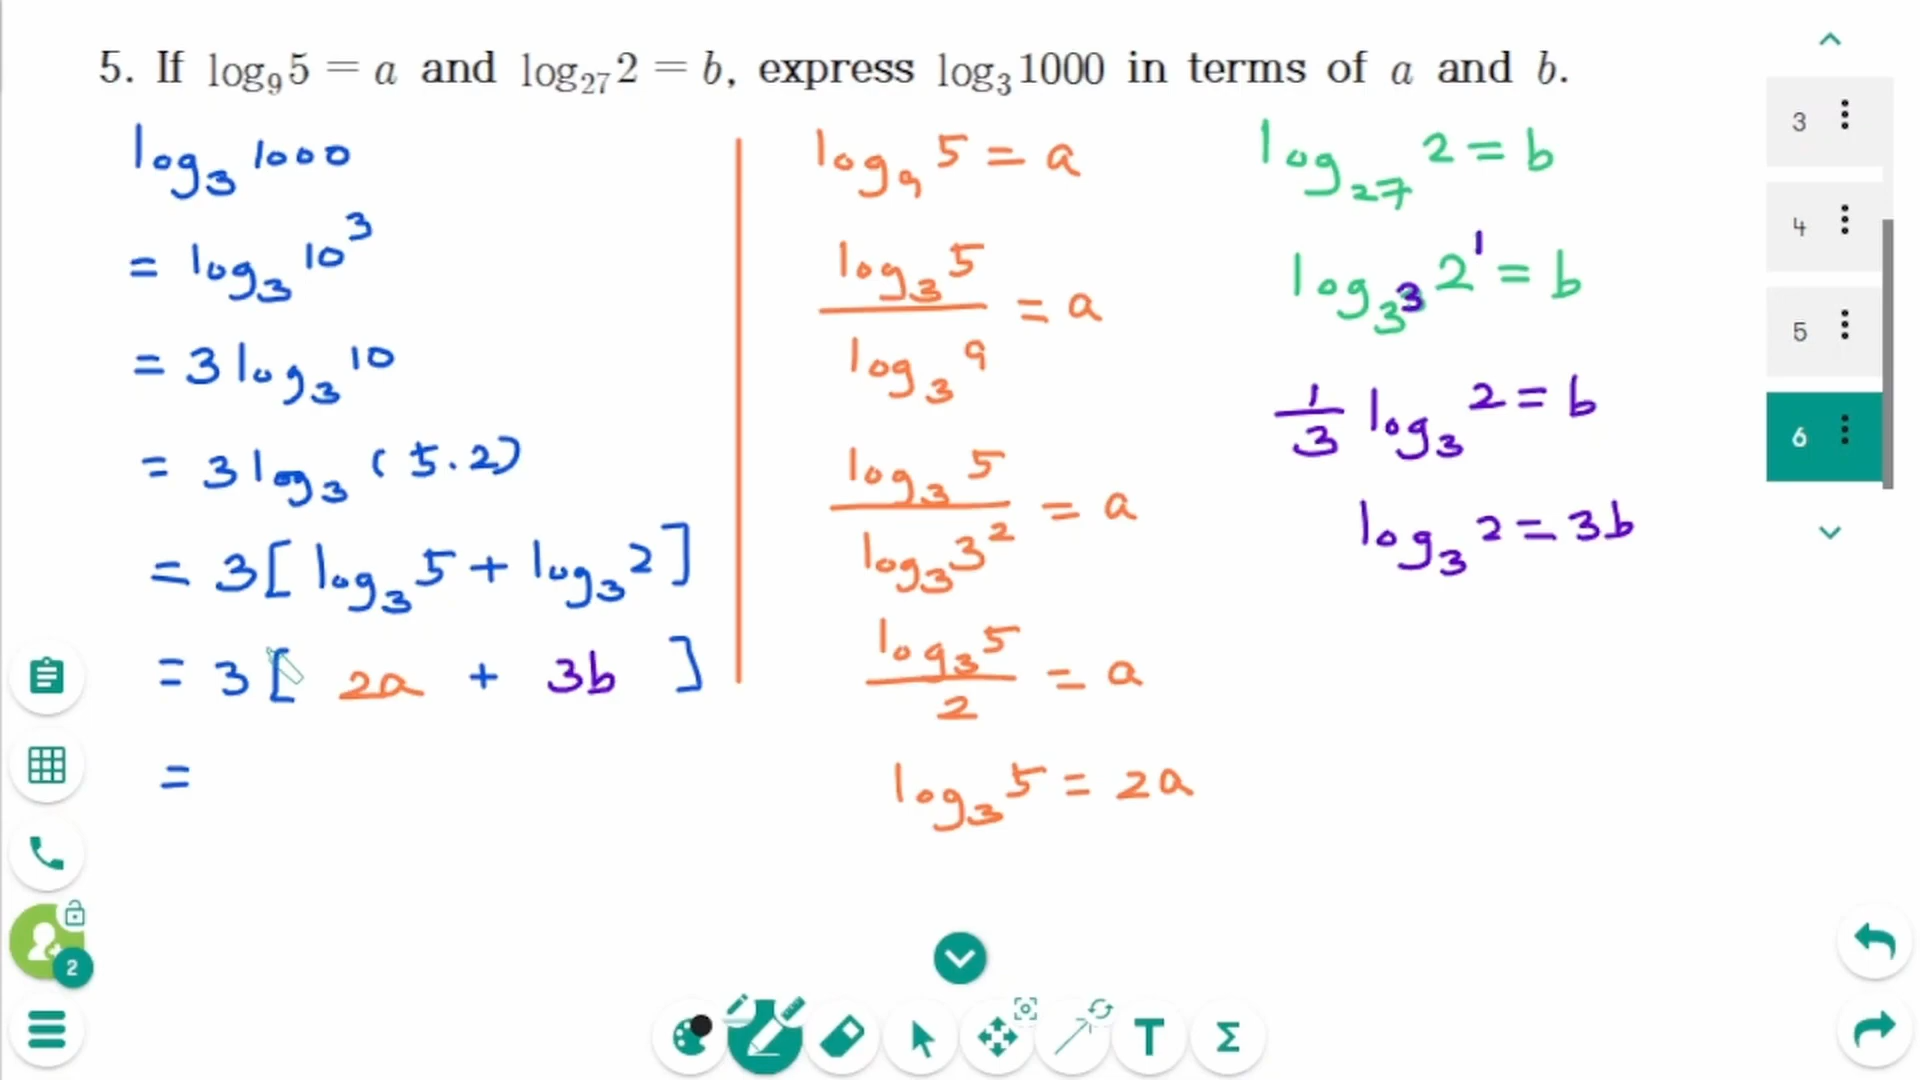 5. If log₉5 = a and log₂₇2 = b, express log₃1000 in terms of a and b.
log₃ 1000
= log₃ 10³
= 3 log₃ 10
= 3 log₃ (5.2)
= 3[ log₃ 5 + log₃ 2 ]
= 3[ 2a + 3b ]
=
log₉ 5 = a
log₃ 5 / log₃ 9 = a
log₃ 5 / log₃ 3² = a
log₃ 5 / 2 = a
log₃ 5 = 2a
log₂₇ 2 = b
log₃³ 2¹ = b
1/3 log₃ 2 = b
log₃ 2 = 3b
3
4
5
6
2
T
Σ